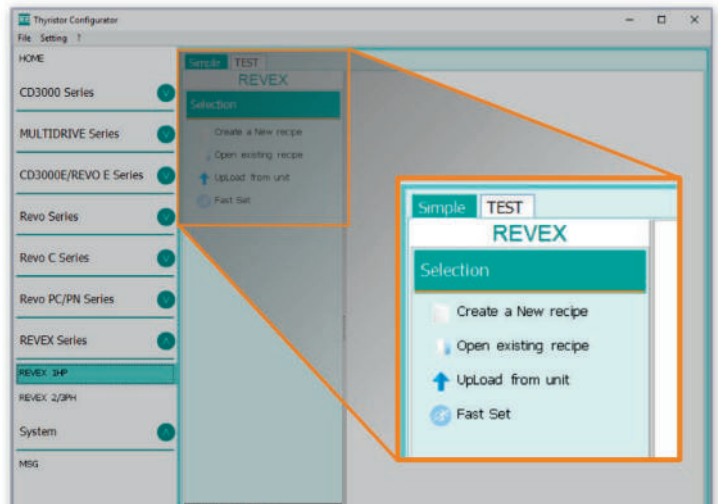 Thyristor Configurator
File Setting ?
HOME
CD3000 Series
MULTIDRIVE Series
CD3000E/REVO E Series
Revo Series
Revo C Series
Revo PC/PN Series
REVEX Series
REVEX 1HP
REVEX 2/3PH
System
MSG
Simple TEST
REVEX
Selection
Create a New recipe
Open existing recipe
UpLoad from unit
Fast Set
Simple TEST
REVEX
Selection
Create a New recipe
Open existing recipe
UpLoad from unit
Fast Set